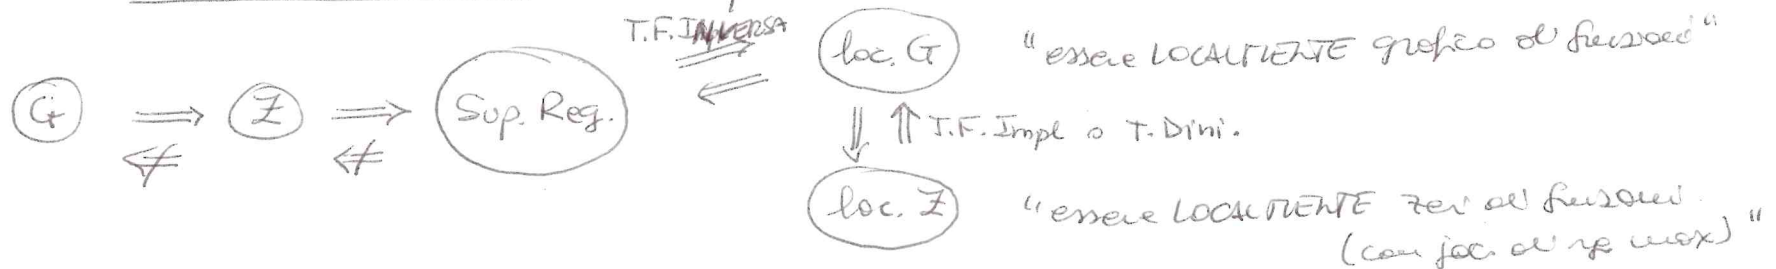 T.F. INVERSA
loc. G "essere LOCALMENTE grafico di funzioni"
G ⟹ Z ⟹ Sup. Reg. ⟹ ⟸
⇍ ⇍ ⇓ ⇑ T.F. Impl o T. Dini.
loc. Z "essere LOCALMENTE zeri di funzioni
(con jac. di rg max)"